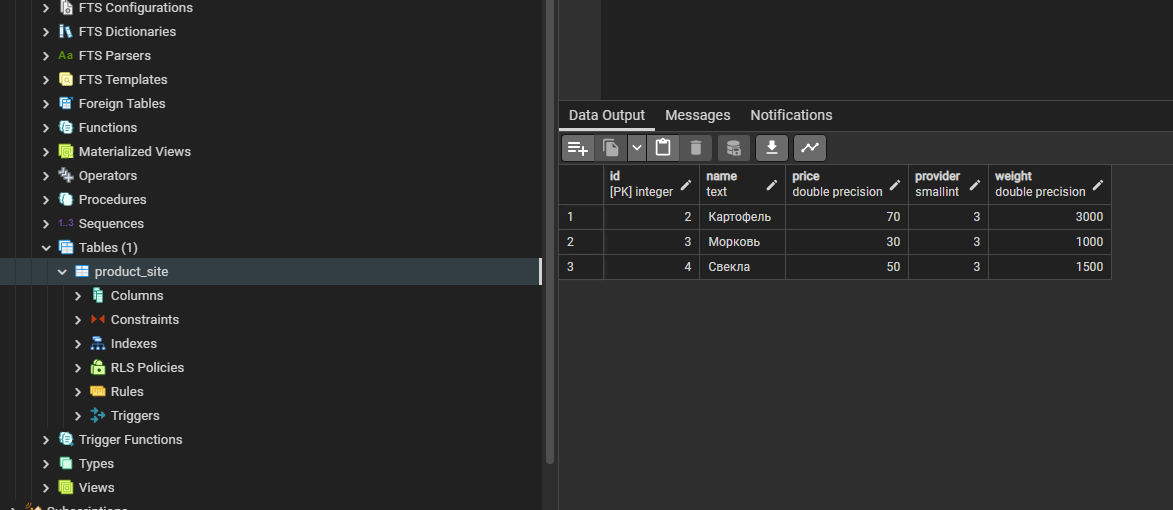 FTS Configurations
FTS Dictionaries
Aa FTS Parsers
FTS Templates
Foreign Tables
Functions
Materialized Views
Operators
Procedures
1..3 Sequences
Tables (1)
product_site
Columns
Constraints
Indexes
RLS Policies
Rules
Triggers
Trigger Functions
Types
Views
Subscriptions
Data Output Messages Notifications
id name price provider weight
[PK] integer text double precision smallint double precision
1 2 Картофель 70 3 3000
2 3 Морковь 30 3 1000
3 4 Свекла 50 3 1500